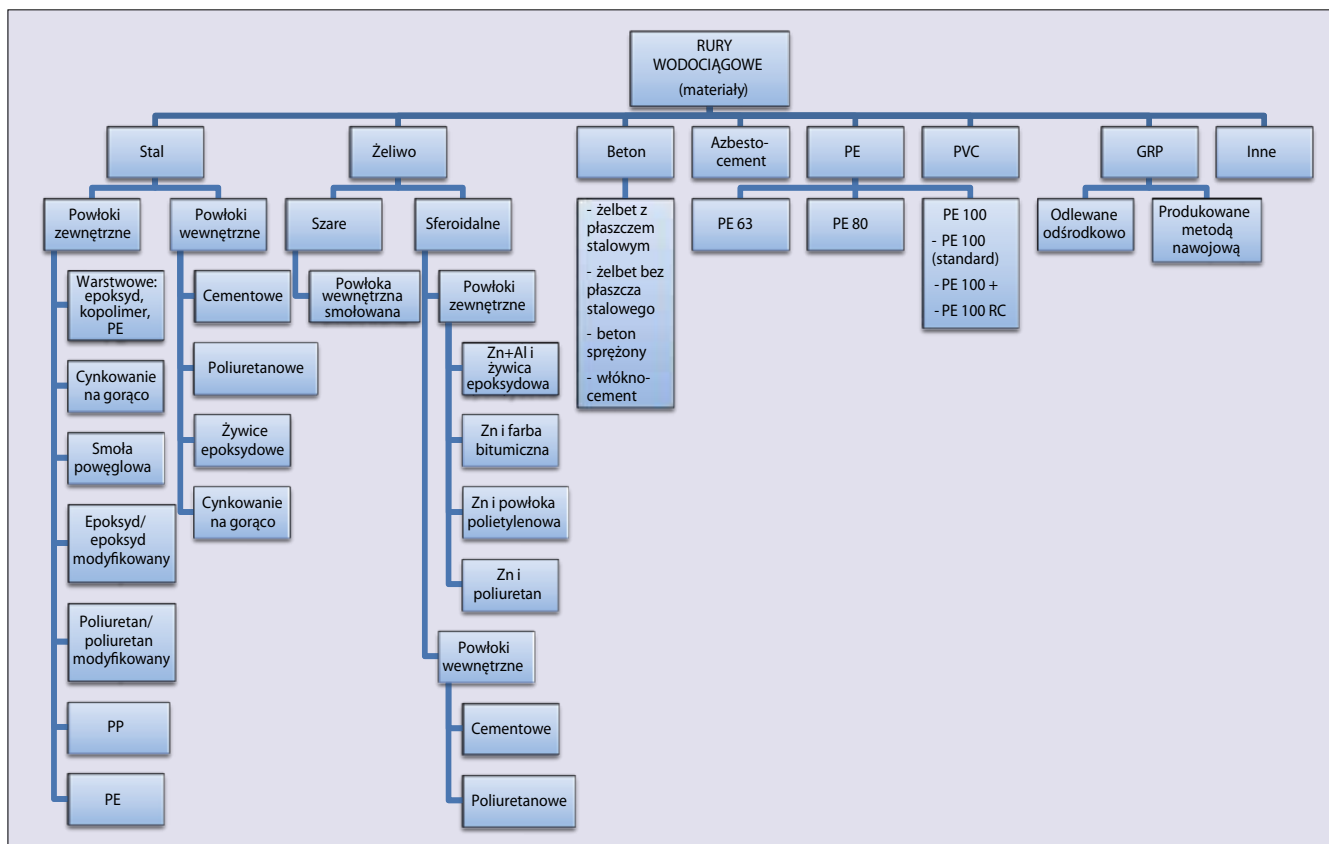 RURY
WODOCIĄGOWE
(materiały)
Stal
Żeliwo
Beton
Azbesto-
cement
PE
PVC
GRP
Inne
Powłoki
zewnętrzne
Powłoki
wewnętrzne
Szare
Sferoidalne
- żelbet z
płaszczem
stalowym
- żelbet bez
płaszcza
stalowego
- beton
sprężony
- włókno-
cement
PE 63
PE 80
PE 100
- PE 100
(standard)
- PE 100 +
- PE 100 RC
Odlewane
odśrodkowo
Produkowane
metodą
nawojową
Warstwowe:
epoksyd,
kopolimer,
PE
Cynkowanie
na gorąco
Smoła
powęglowa
Epoksyd/
epoksyd
modyfikowany
Poliuretan/
poliuretan
modyfikowany
PP
PE
Cementowe
Poliuretanowe
Żywice
epoksydowe
Cynkowanie
na gorąco
Powłoka
wewnętrzna
smołowana
Powłoki
zewnętrzne
Zn+Al i
żywica
epoksydowa
Zn i farba
bitumiczna
Zn i powłoka
polietylenowa
Zn i
poliuretan
Powłoki
wewnętrzne
Cementowe
Poliuretanowe